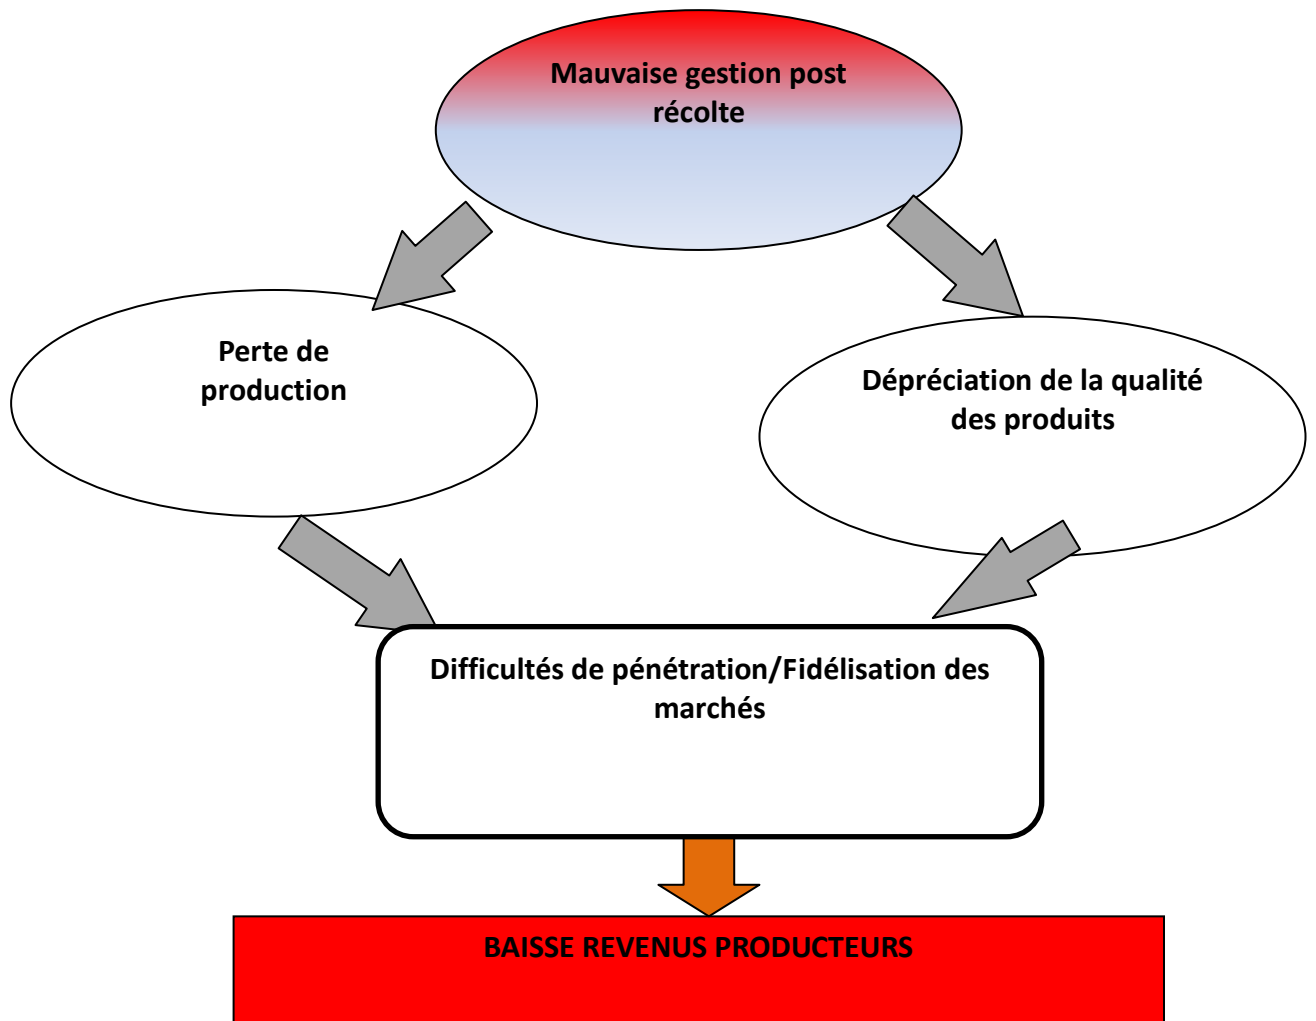 Mauvaise gestion post
récolte
Perte de
production
Dépréciation de la qualité
des produits
Difficultés de pénétration/Fidélisation des
marchés
BAISSE REVENUS PRODUCTEURS